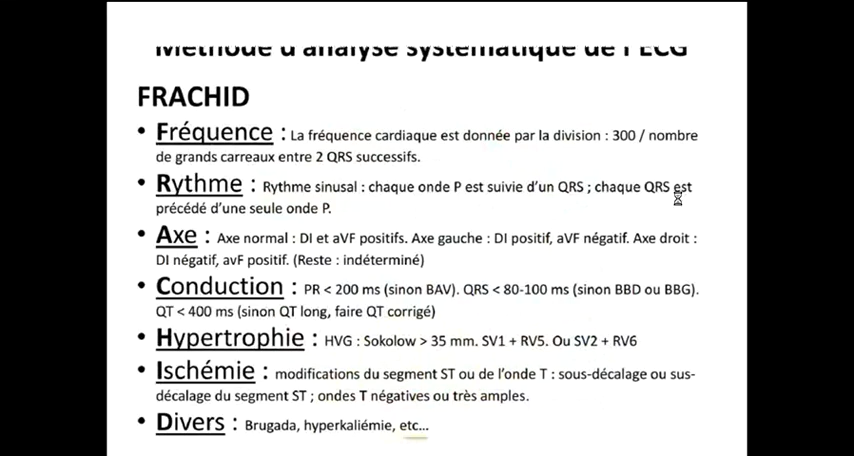 Méthode d'analyse systématique de l'ECG
FRACHID
• Fréquence : La fréquence cardiaque est donnée par la division : 300 / nombre
de grands carreaux entre 2 QRS successifs.
• Rythme : Rythme sinusal : chaque onde P est suivie d'un QRS ; chaque QRS est
précédé d'une seule onde P.
• Axe : Axe normal : DI et aVF positifs. Axe gauche : DI positif, aVF négatif. Axe droit :
DI négatif, avF positif. (Reste : indéterminé)
• Conduction : PR < 200 ms (sinon BAV). QRS < 80-100 ms (sinon BBD ou BBG).
QT < 400 ms (sinon QT long, faire QT corrigé)
• Hypertrophie : HVG : Sokolow > 35 mm. SV1 + RV5. Ou SV2 + RV6
• Ischémie : modifications du segment ST ou de l'onde T : sous-décalage ou sus-
décalage du segment ST ; ondes T négatives ou très amples.
• Divers : Brugada, hyperkaliémie, etc...